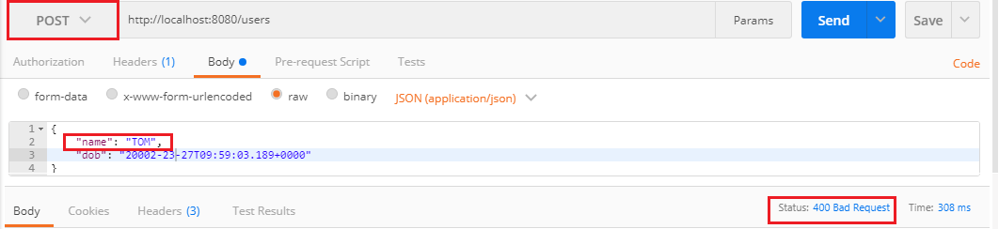 POST http://localhost:8080/users Params Send Save
Authorization Headers (1) Body Pre-request Script Tests Code
form-data x-www-form-urlencoded raw binary JSON (application/json)
1 {
2 "name": "TOM",
3 "dob": "20002-23-27T09:59:03.189+0000"
4 }
Body Cookies Headers (3) Test Results Status: 400 Bad Request Time: 308 ms